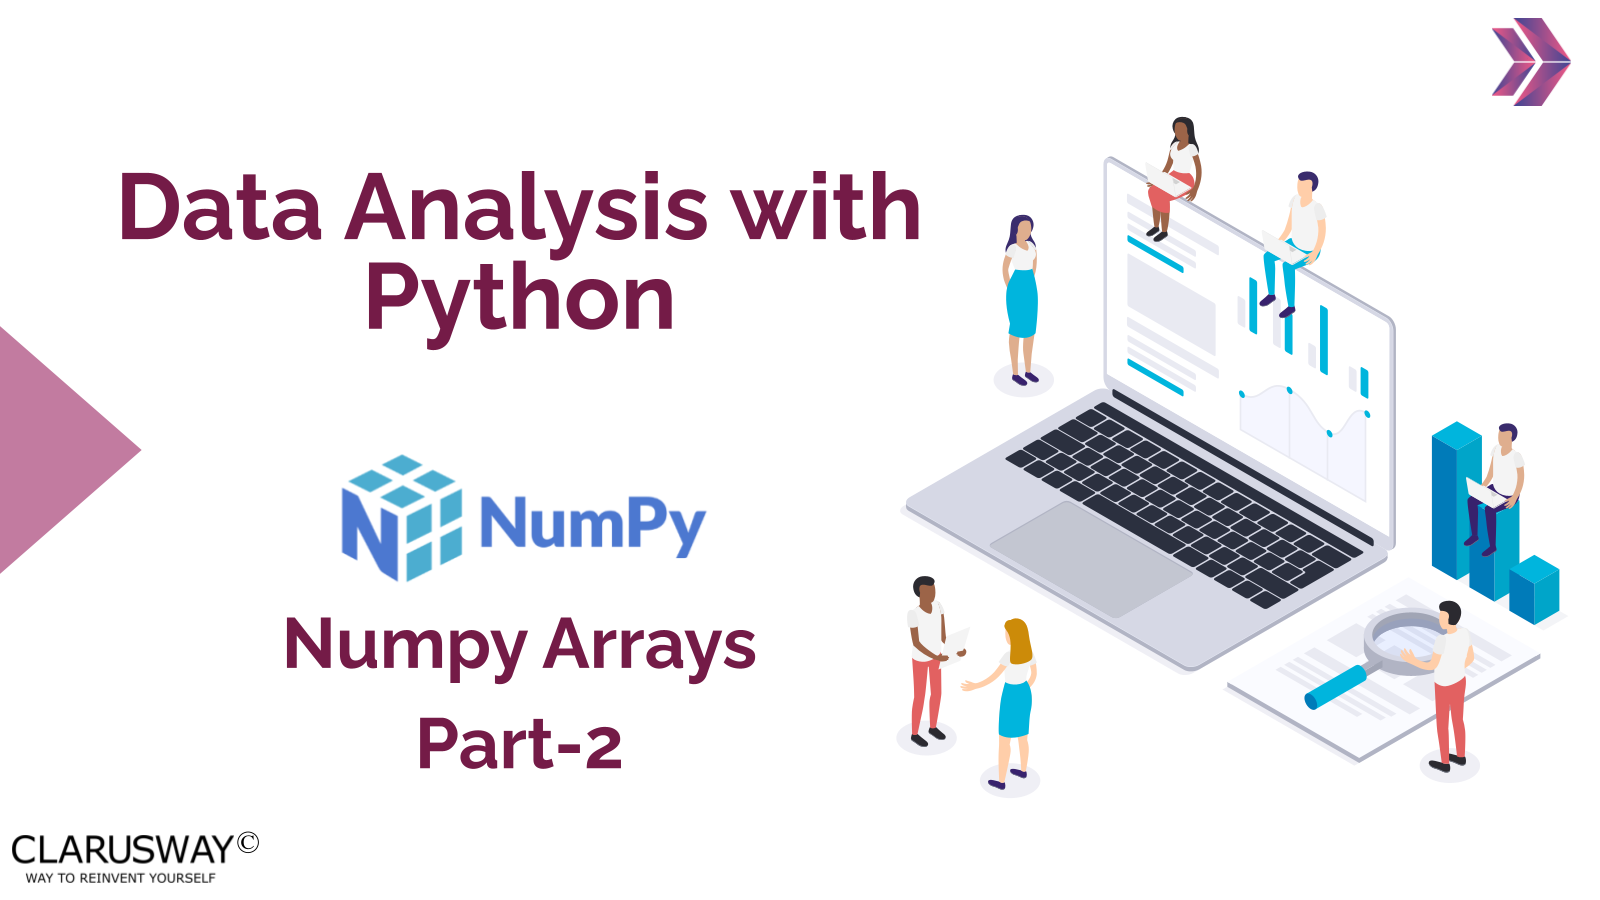 Data Analysis with
Python
NumPy
Numpy Arrays
Part-2
CLARUSWAY©
WAY TO REINVENT YOURSELF